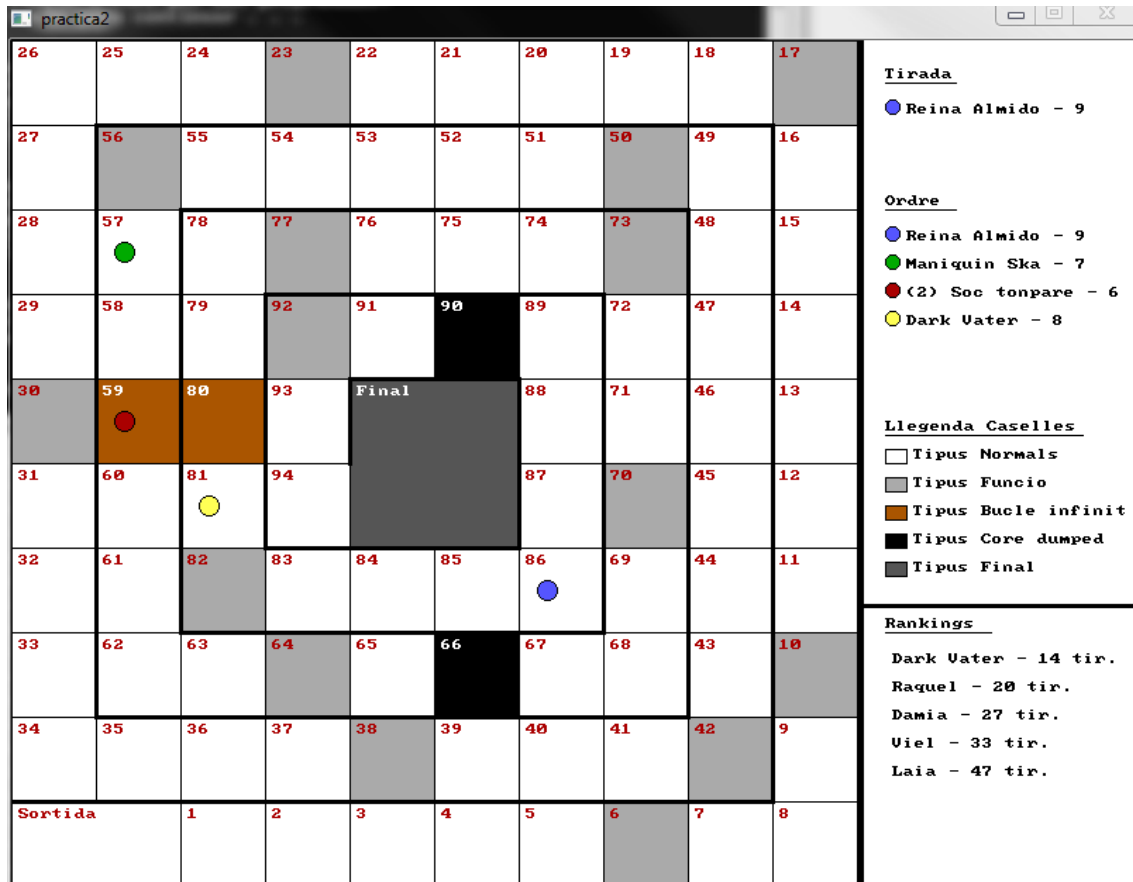 practica2
26 25 24 23 22 21 20 19 18 17
27 56 55 54 53 52 51 50 49 16
28 57 78 77 76 75 74 73 48 15
29 58 79 92 91 90 89 72 47 14
30 59 80 93 Final 88 71 46 13
31 60 81 94 87 70 45 12
32 61 82 83 84 85 86 69 44 11
33 62 63 64 65 66 67 68 43 10
34 35 36 37 38 39 40 41 42 9
Sortida 1 2 3 4 5 6 7 8
Tirada
Reina Almido - 9
Ordre
Reina Almido - 9
Maniquin Ska - 7
(2) Soc tonpare - 6
Dark Vater - 8
Llegenda Caselles
Tipus Normals
Tipus Funcio
Tipus Bucle infinit
Tipus Core dumped
Tipus Final
Rankings
Dark Vater - 14 tir.
Raquel - 20 tir.
Damia - 27 tir.
Viel - 33 tir.
Laia - 47 tir.